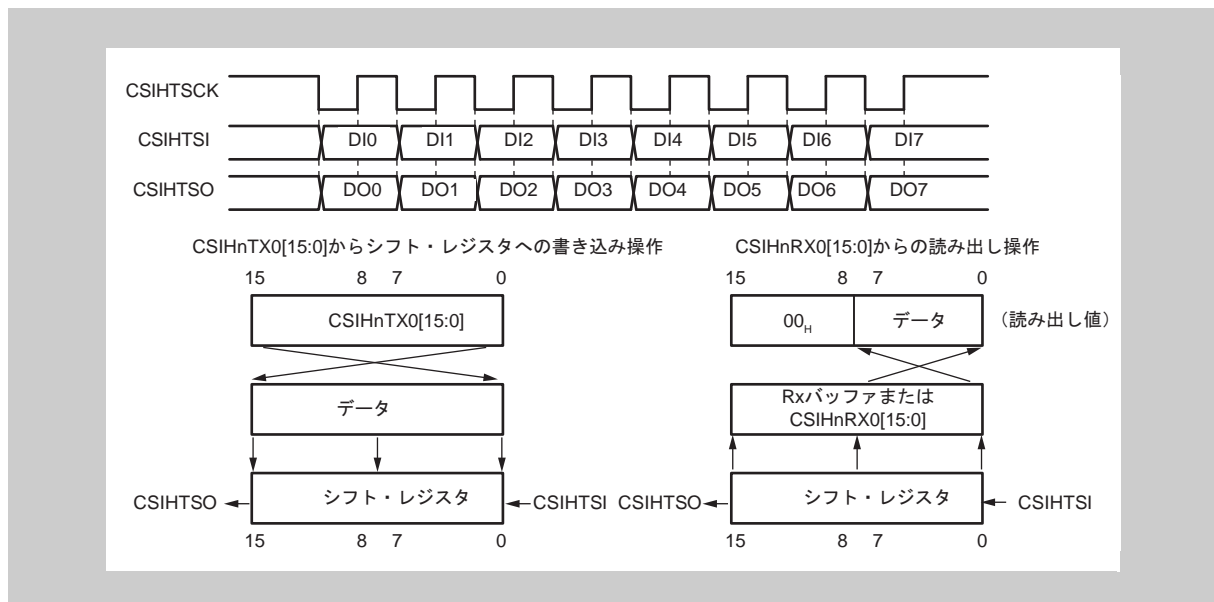 CSIHTSCK
CSIHTSI DI0 DI1 DI2 DI3 DI4 DI5 DI6 DI7
CSIHTSO DO0 DO1 DO2 DO3 DO4 DO5 DO6 DO7
CSIHnTX0[15:0]からシフト・レジスタへの書き込み操作
15 8 7 0
CSIHnTX0[15:0]
データ
CSIHTSO シフト・レジスタ CSIHTSI
15 8 7 0
CSIHnRX0[15:0]からの読み出し操作
15 8 7 0
00H データ （読み出し値）
Rxバッファまたは
CSIHnRX0[15:0]
CSIHTSO シフト・レジスタ CSIHTSI
15 8 7 0